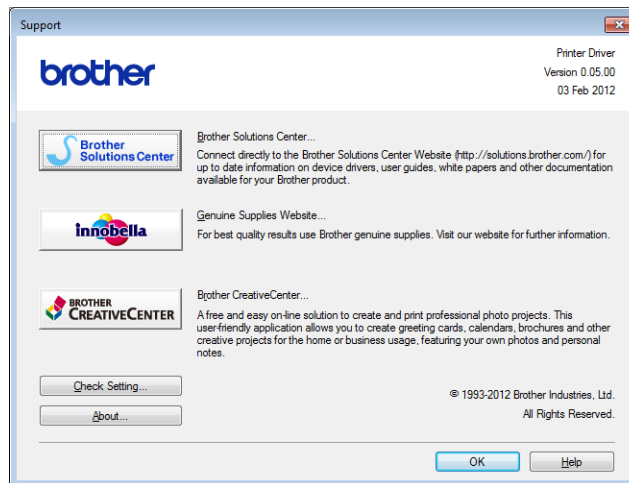 Support
brother
Printer Driver
Version 0.05.00
03 Feb 2012
Brother
Solutions Center
Brother Solutions Center...
Connect directly to the Brother Solutions Center Website (http://solutions.brother.com/) for
up to date information on device drivers, user guides, white papers and other documentation
available for your Brother product.
innobella
Genuine Supplies Website...
For best quality results use Brother genuine supplies. Visit our website for further information.
BROTHER
CREATIVECENTER
Brother CreativeCenter...
A free and easy on-line solution to create and print professional photo projects. This
user-friendly application allows you to create greeting cards, calendars, brochures and other
creative projects for the home or business usage, featuring your own photos and personal
notes.
Check Setting...
About...
© 1993-2012 Brother Industries, Ltd.
All Rights Reserved.
OK
Help